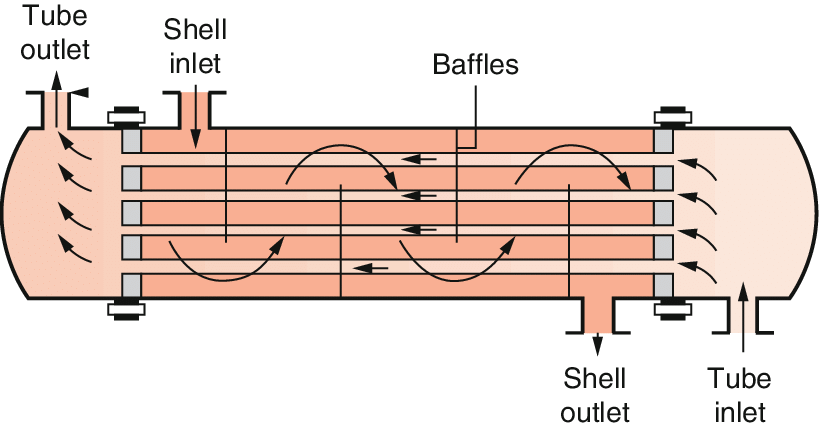 Tube
outlet
Shell
inlet
Baffles
Shell
outlet
Tube
inlet